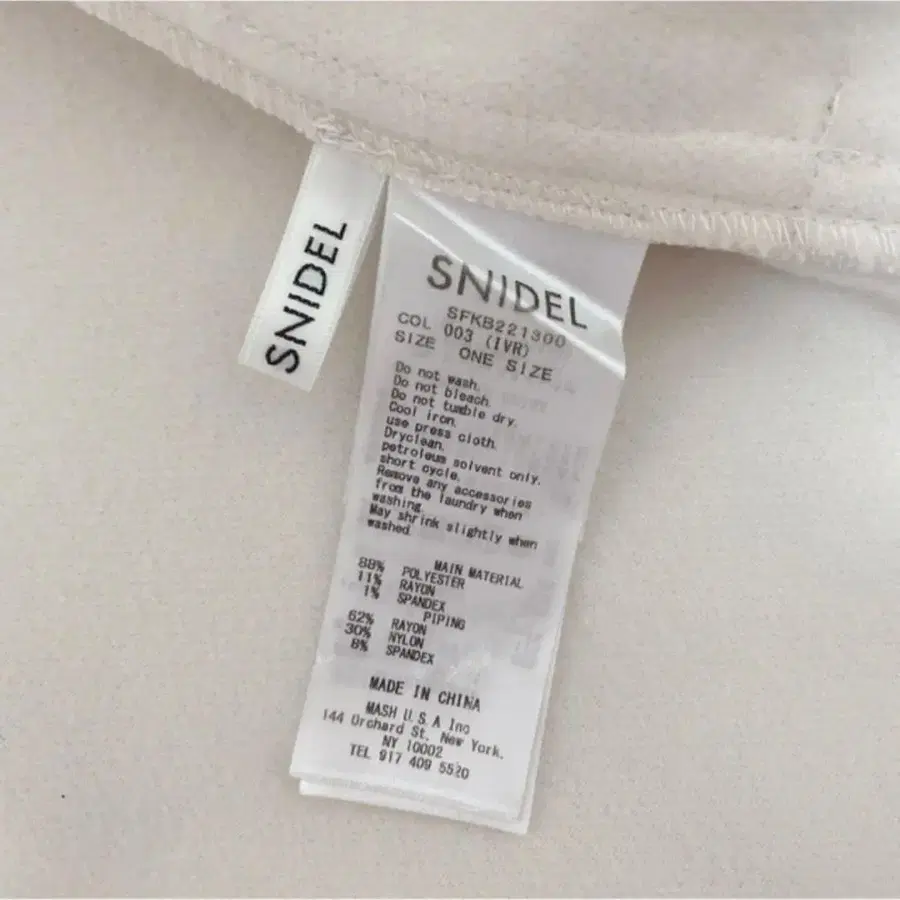 SNIDEL
SNIDEL
SFKB221300
COL 003 (IVR)
SIZE ONE SIZE
Do not wash.
Do not bleach.
Do not tumble dry.
Cool iron.
use press cloth.
Dryclean.
petroleum solvent only.
short cycle.
Remove any accessories
from the laundry when
washing.
May shrink slightly when
washed.
MAIN MATERIAL
88% POLYESTER
11% RAYON
1% SPANDEX
PIPING
62% RAYON
30% NYLON
8% SPANDEX
MADE IN CHINA
MASH U.S.A Inc
144 Orchard St. New York.
NY 10002
TEL 917 409 5520